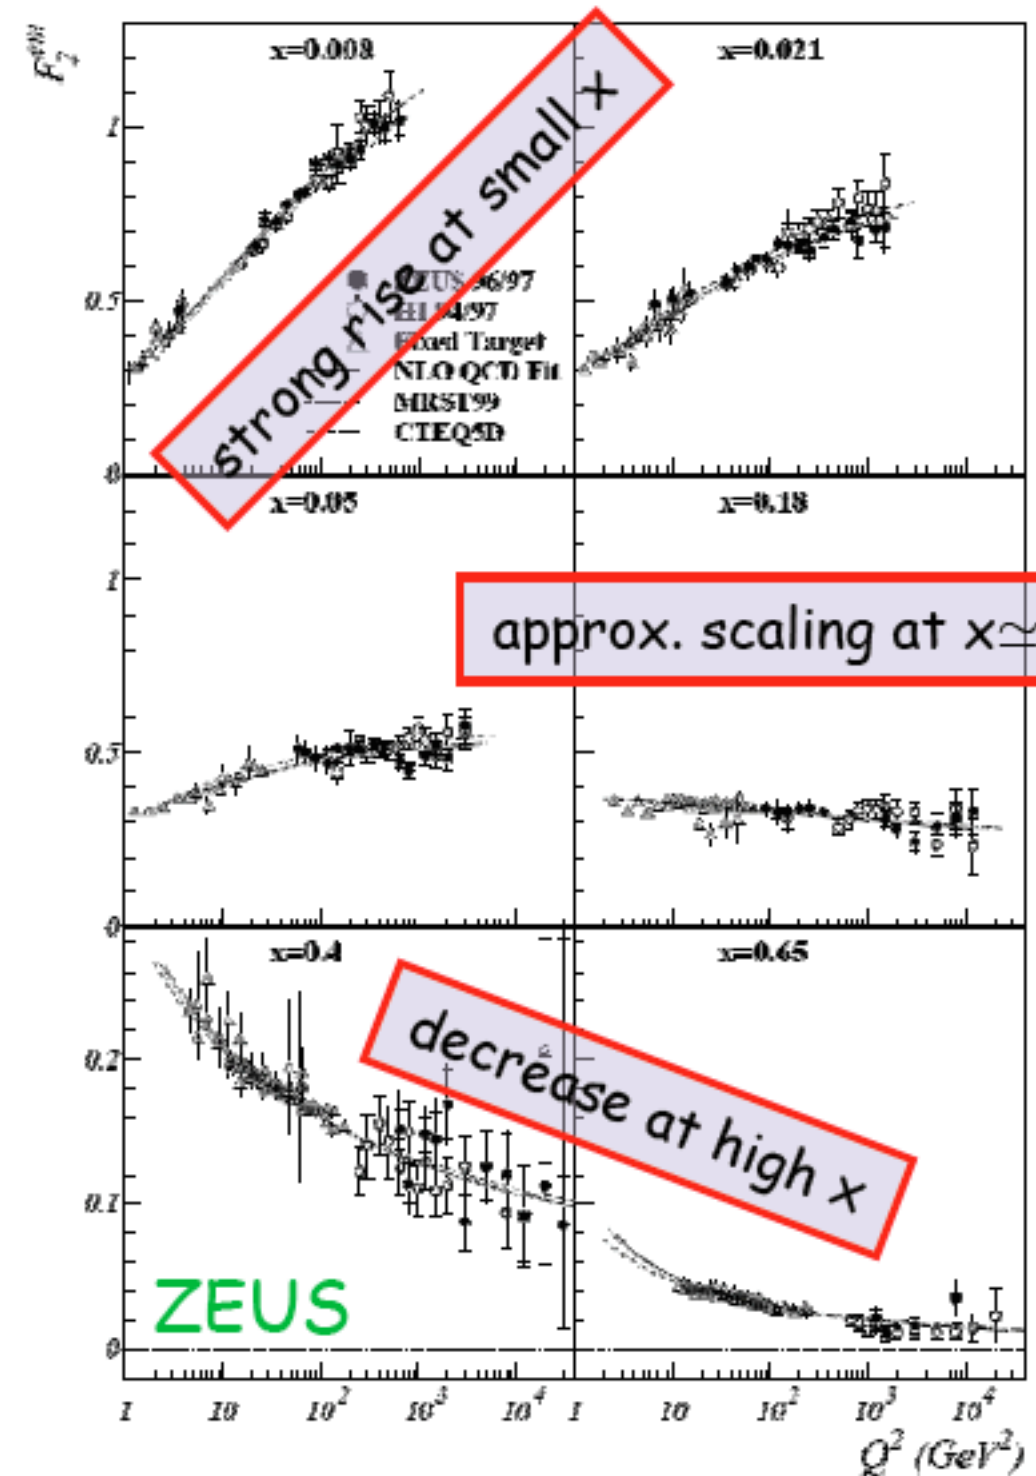 F₂ᵉᵐ
x=0.008
x=0.021
1
0.5
0
strong rise at small x
ZEUS 96/97
H1 94/97
Fixed Target
NLO QCD Fit
MRST99
CTEQ5D
x=0.05
x=0.18
1
0.5
0
approx. scaling at x≃
x=0.4
x=0.65
0.2
0.1
0
decrease at high x
ZEUS
1 10 10² 10³ 10⁴ 1 10 10² 10³ 10⁴
Q² (GeV²)